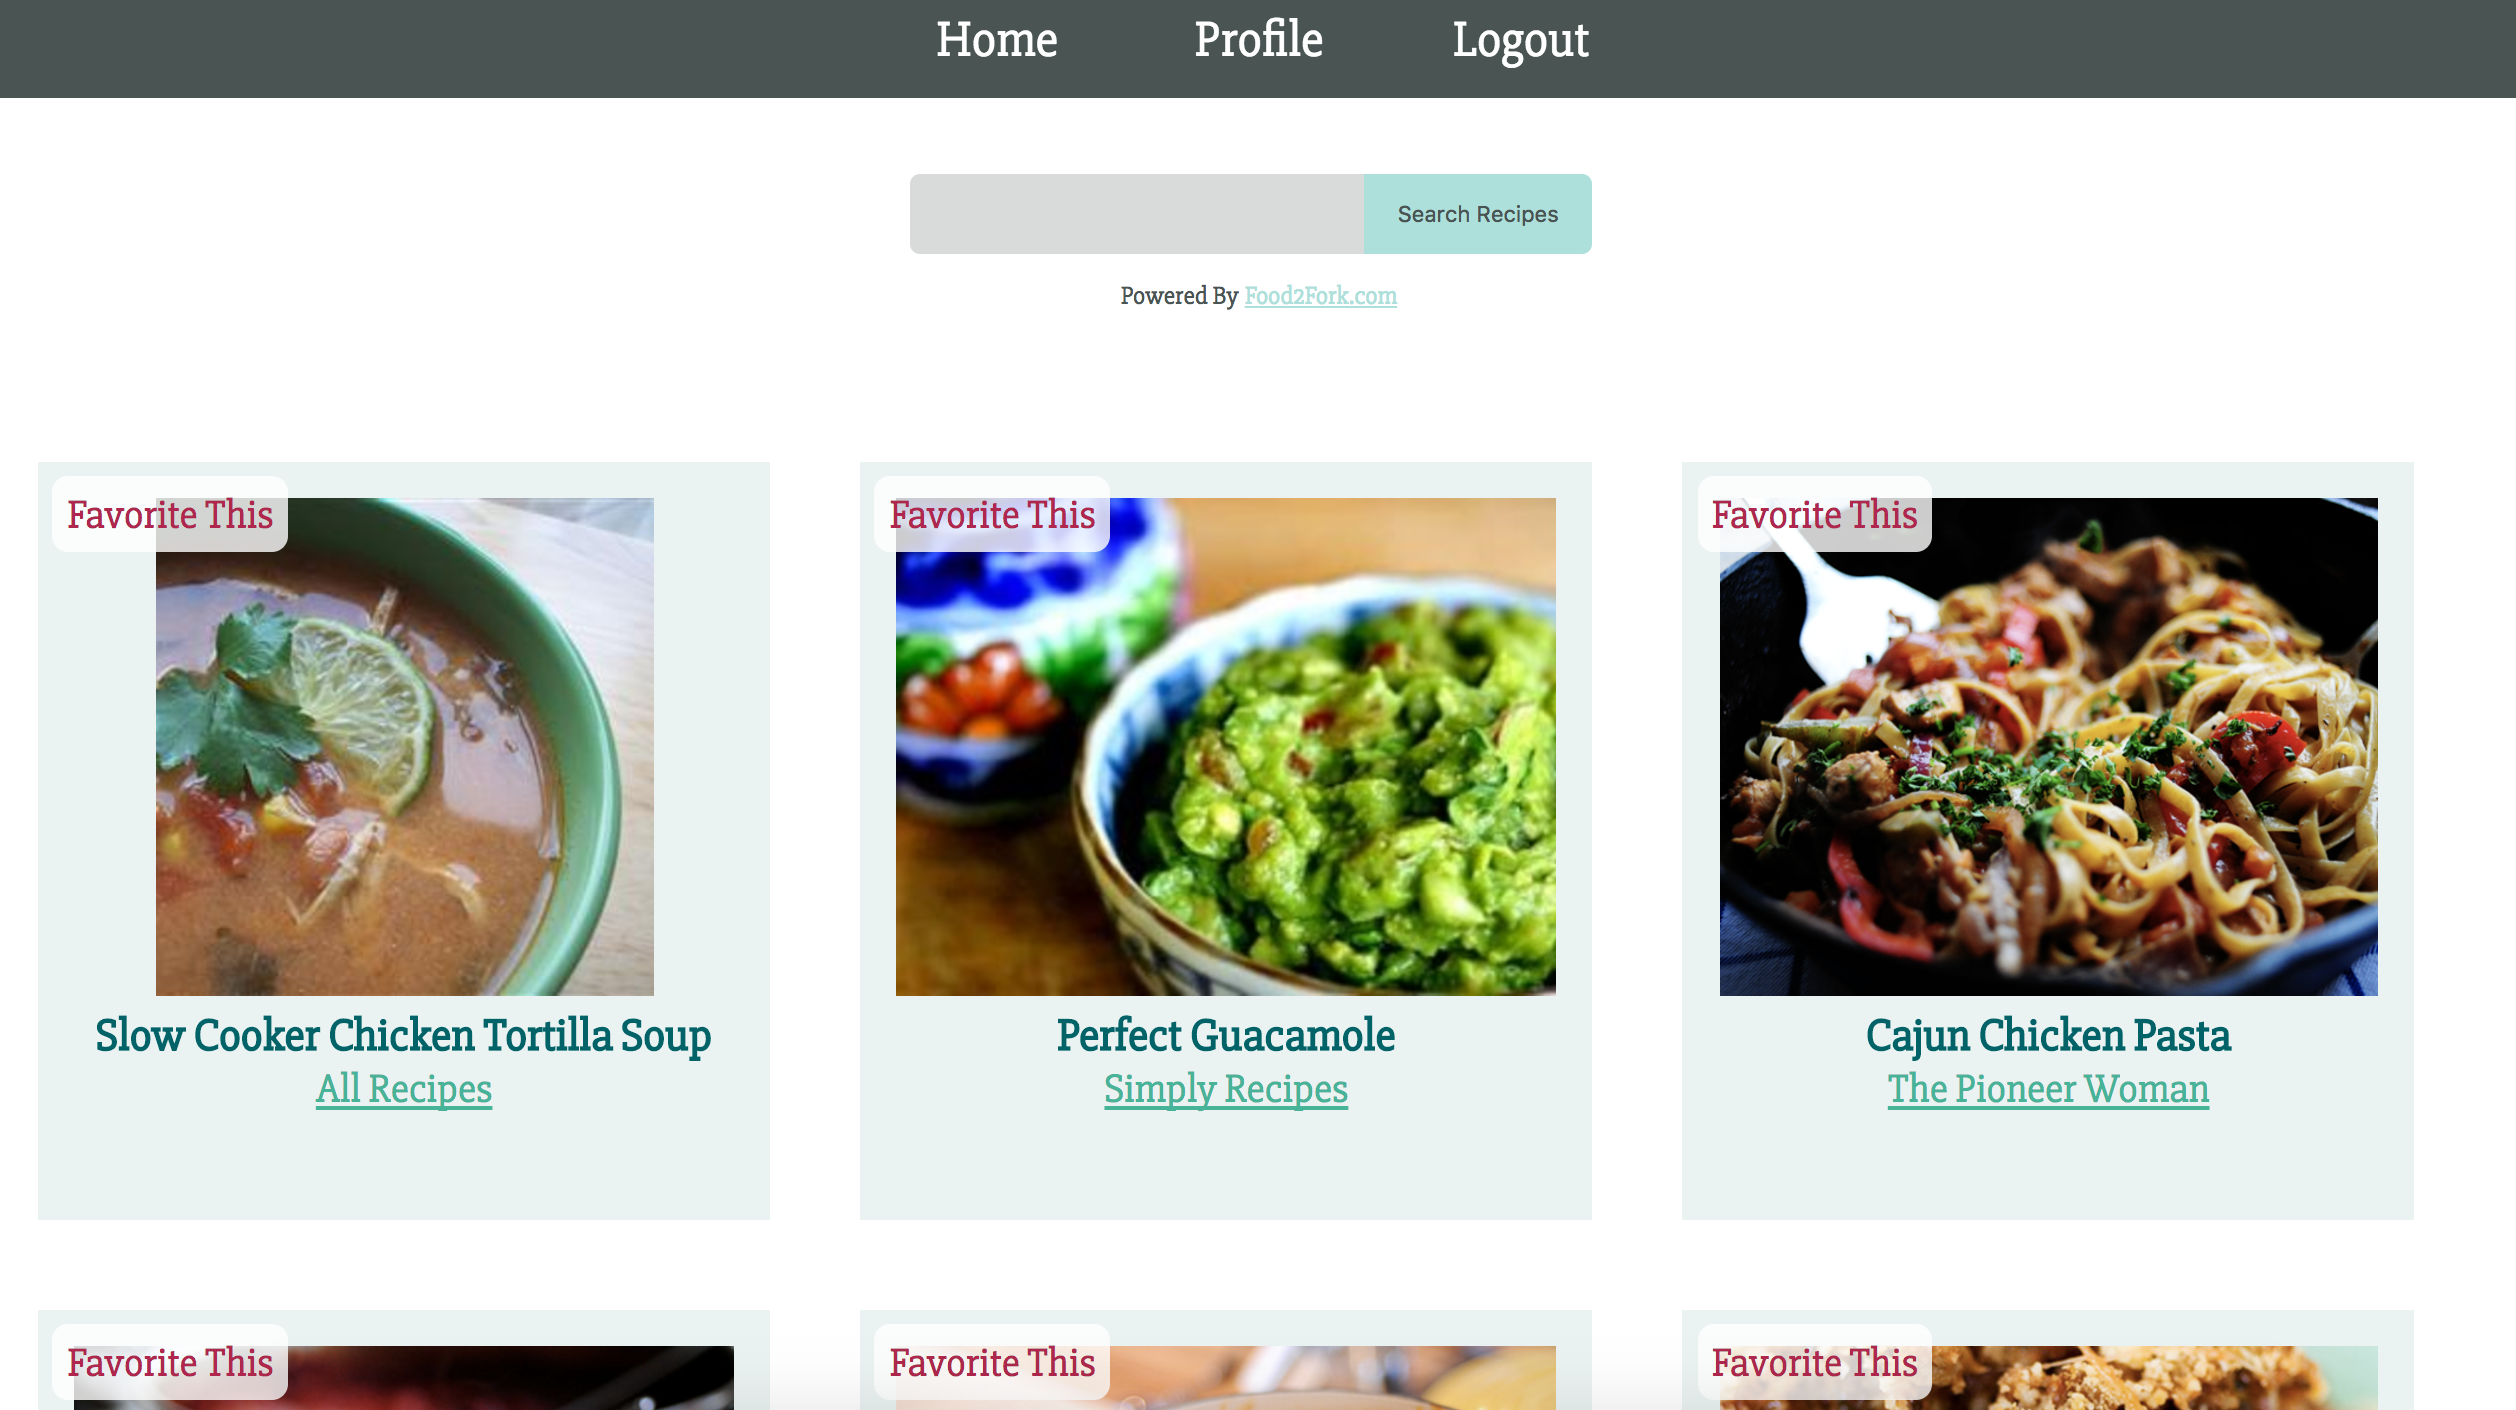 Home Profile Logout
Search Recipes
Powered By Food2Fork.com
Favorite This
Favorite This
Favorite This
Slow Cooker Chicken Tortilla Soup
All Recipes
Perfect Guacamole
Simply Recipes
Cajun Chicken Pasta
The Pioneer Woman
Favorite This
Favorite This
Favorite This